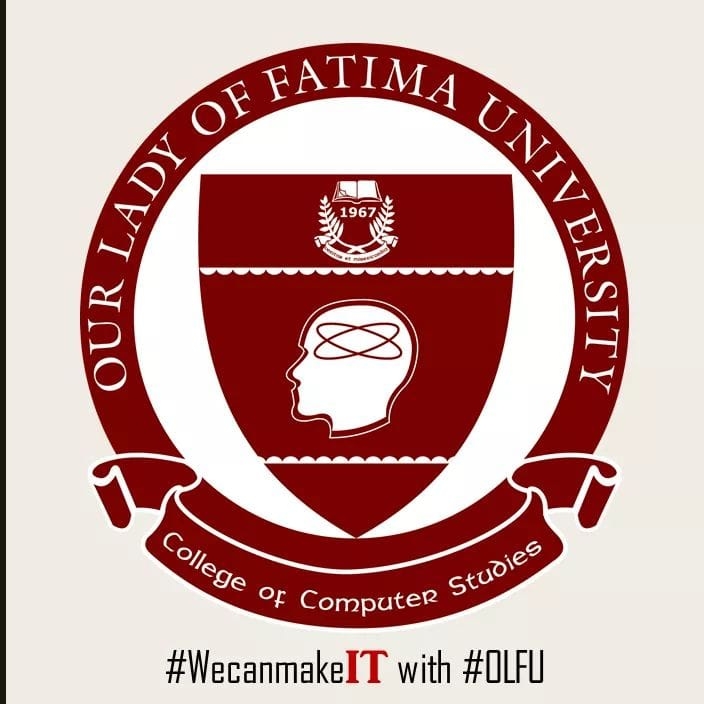 OUR LADY OF FATIMA UNIVERSITY
1967
College of Computer Studies
#WecanmakeIT with #OLFU